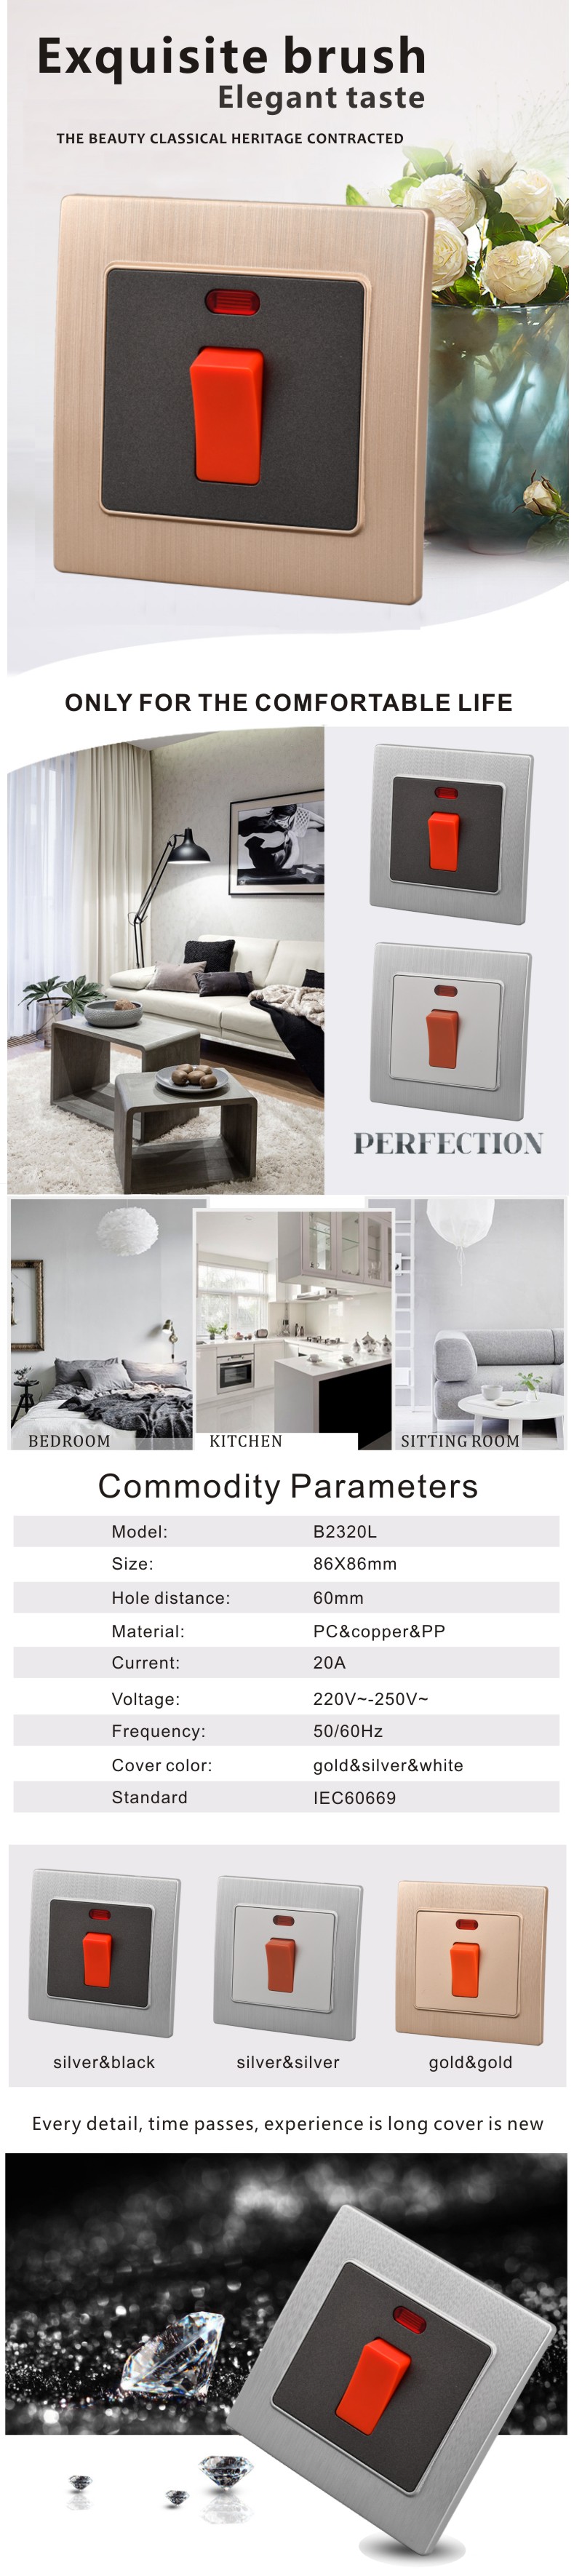 Exquisite brush
Elegant taste
THE BEAUTY CLASSICAL HERITAGE CONTRACTED
ONLY FOR THE COMFORTABLE LIFE
PERFECTION
BEDROOM
KITCHEN
SITTING ROOM
Commodity Parameters
Model: B2320L
Size: 86X86mm
Hole distance: 60mm
Material: PC&copper&PP
Current: 20A
Voltage: 220V~-250V~
Frequency: 50/60Hz
Cover color: gold&silver&white
Standard IEC60669
silver&black
silver&silver
gold&gold
Every detail, time passes, experience is long cover is new